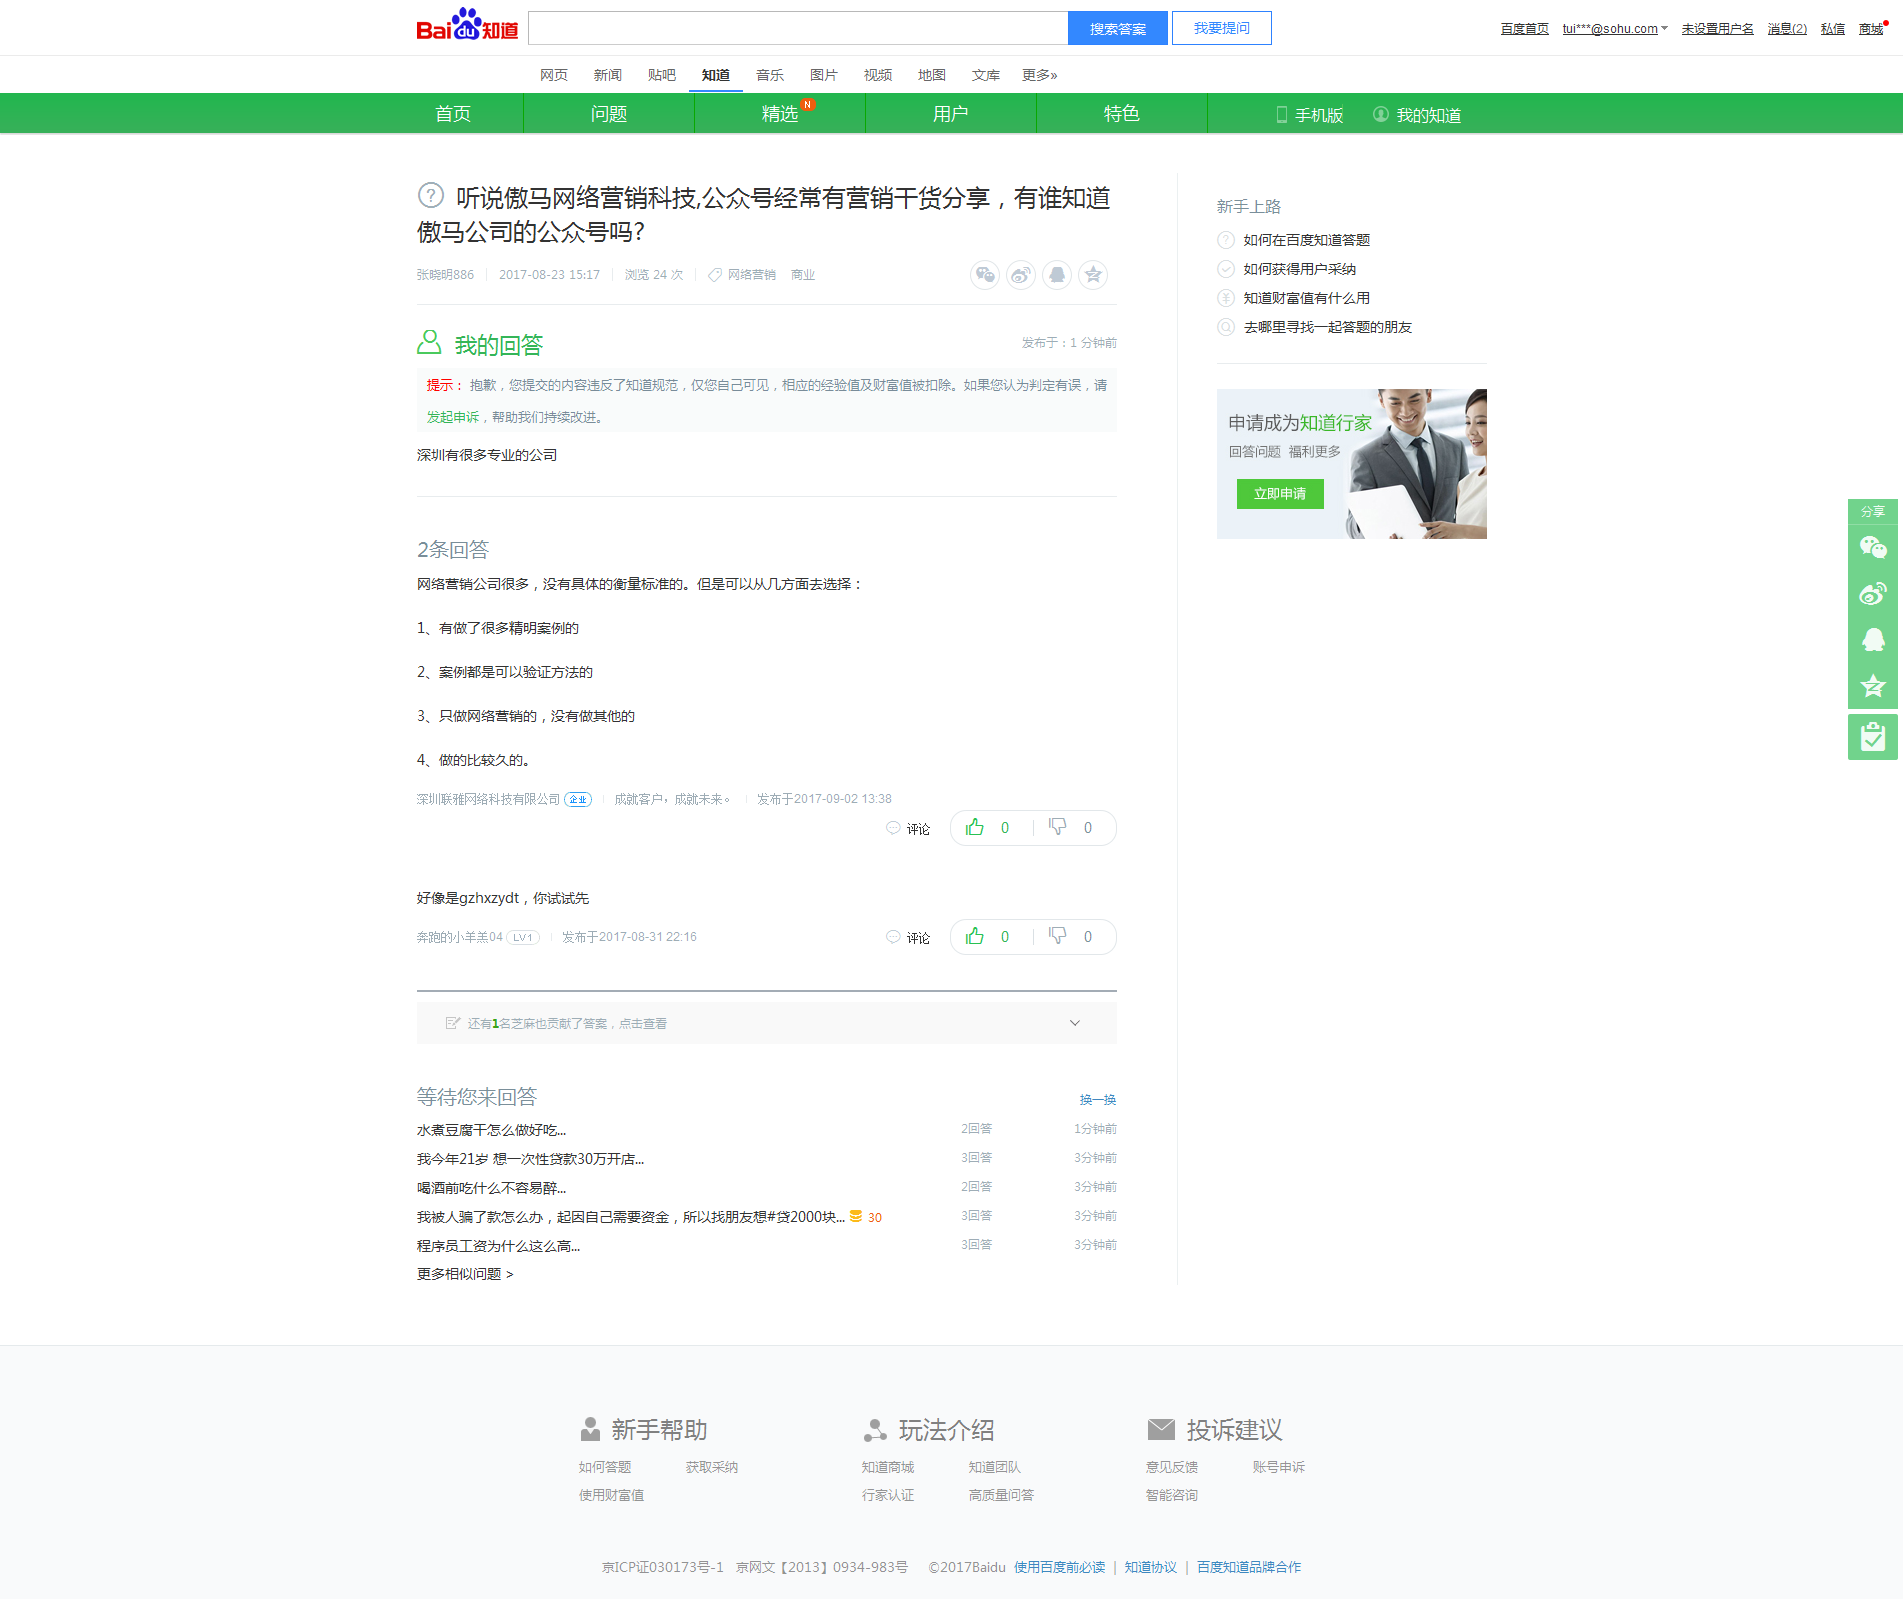 Bai du 知道
搜索答案
我要提问
百度首页 tui***@sohu.com 未设置用户名 消息(2) 私信 商城
网页 新闻 贴吧 知道 音乐 图片 视频 地图 文库 更多»
首页 问题 精选 N 用户 特色 手机版 我的知道
听说傲马网络营销科技,公众号经常有营销干货分享，有谁知道
傲马公司的公众号吗?
张晓明886 2017-08-23 15:17 浏览 24 次 网络营销 商业
我的回答
发布于：1 分钟前
提示： 抱歉，您提交的内容违反了知道规范，仅您自己可见，相应的经验值及财富值被扣除。如果您认为判定有误，请
发起申诉，帮助我们持续改进。
深圳有很多专业的公司
2条回答
网络营销公司很多，没有具体的衡量标准的。但是可以从几方面去选择：
1、有做了很多精明案例的
2、案例都是可以验证方法的
3、只做网络营销的，没有做其他的
4、做的比较久的。
深圳联雅网络科技有限公司 企业 成就客户，成就未来。 发布于2017-09-02 13:38
评论 0 0
好像是gzhxzydt，你试试先
奔跑的小羊羔04 LV1 发布于2017-08-31 22:16
评论 0 0
还有1名芝麻也贡献了答案，点击查看
等待您来回答
换一换
水煮豆腐干怎么做好吃... 2回答 1分钟前
我今年21岁 想一次性贷款30万开店... 3回答 3分钟前
喝酒前吃什么不容易醉... 2回答 3分钟前
我被人骗了款怎么办，起因自己需要资金，所以找朋友想#贷2000块... 30 3回答 3分钟前
程序员工资为什么这么高... 3回答 3分钟前
更多相似问题 >
新手上路
如何在百度知道答题
如何获得用户采纳
知道财富值有什么用
去哪里寻找一起答题的朋友
申请成为知道行家
回答问题 福利更多
立即申请
分享
新手帮助
如何答题 获取采纳
使用财富值
玩法介绍
知道商城 知道团队
行家认证 高质量问答
投诉建议
意见反馈 账号申诉
智能咨询
京ICP证030173号-1 京网文【2013】0934-983号 ©2017Baidu 使用百度前必读 | 知道协议 | 百度知道品牌合作